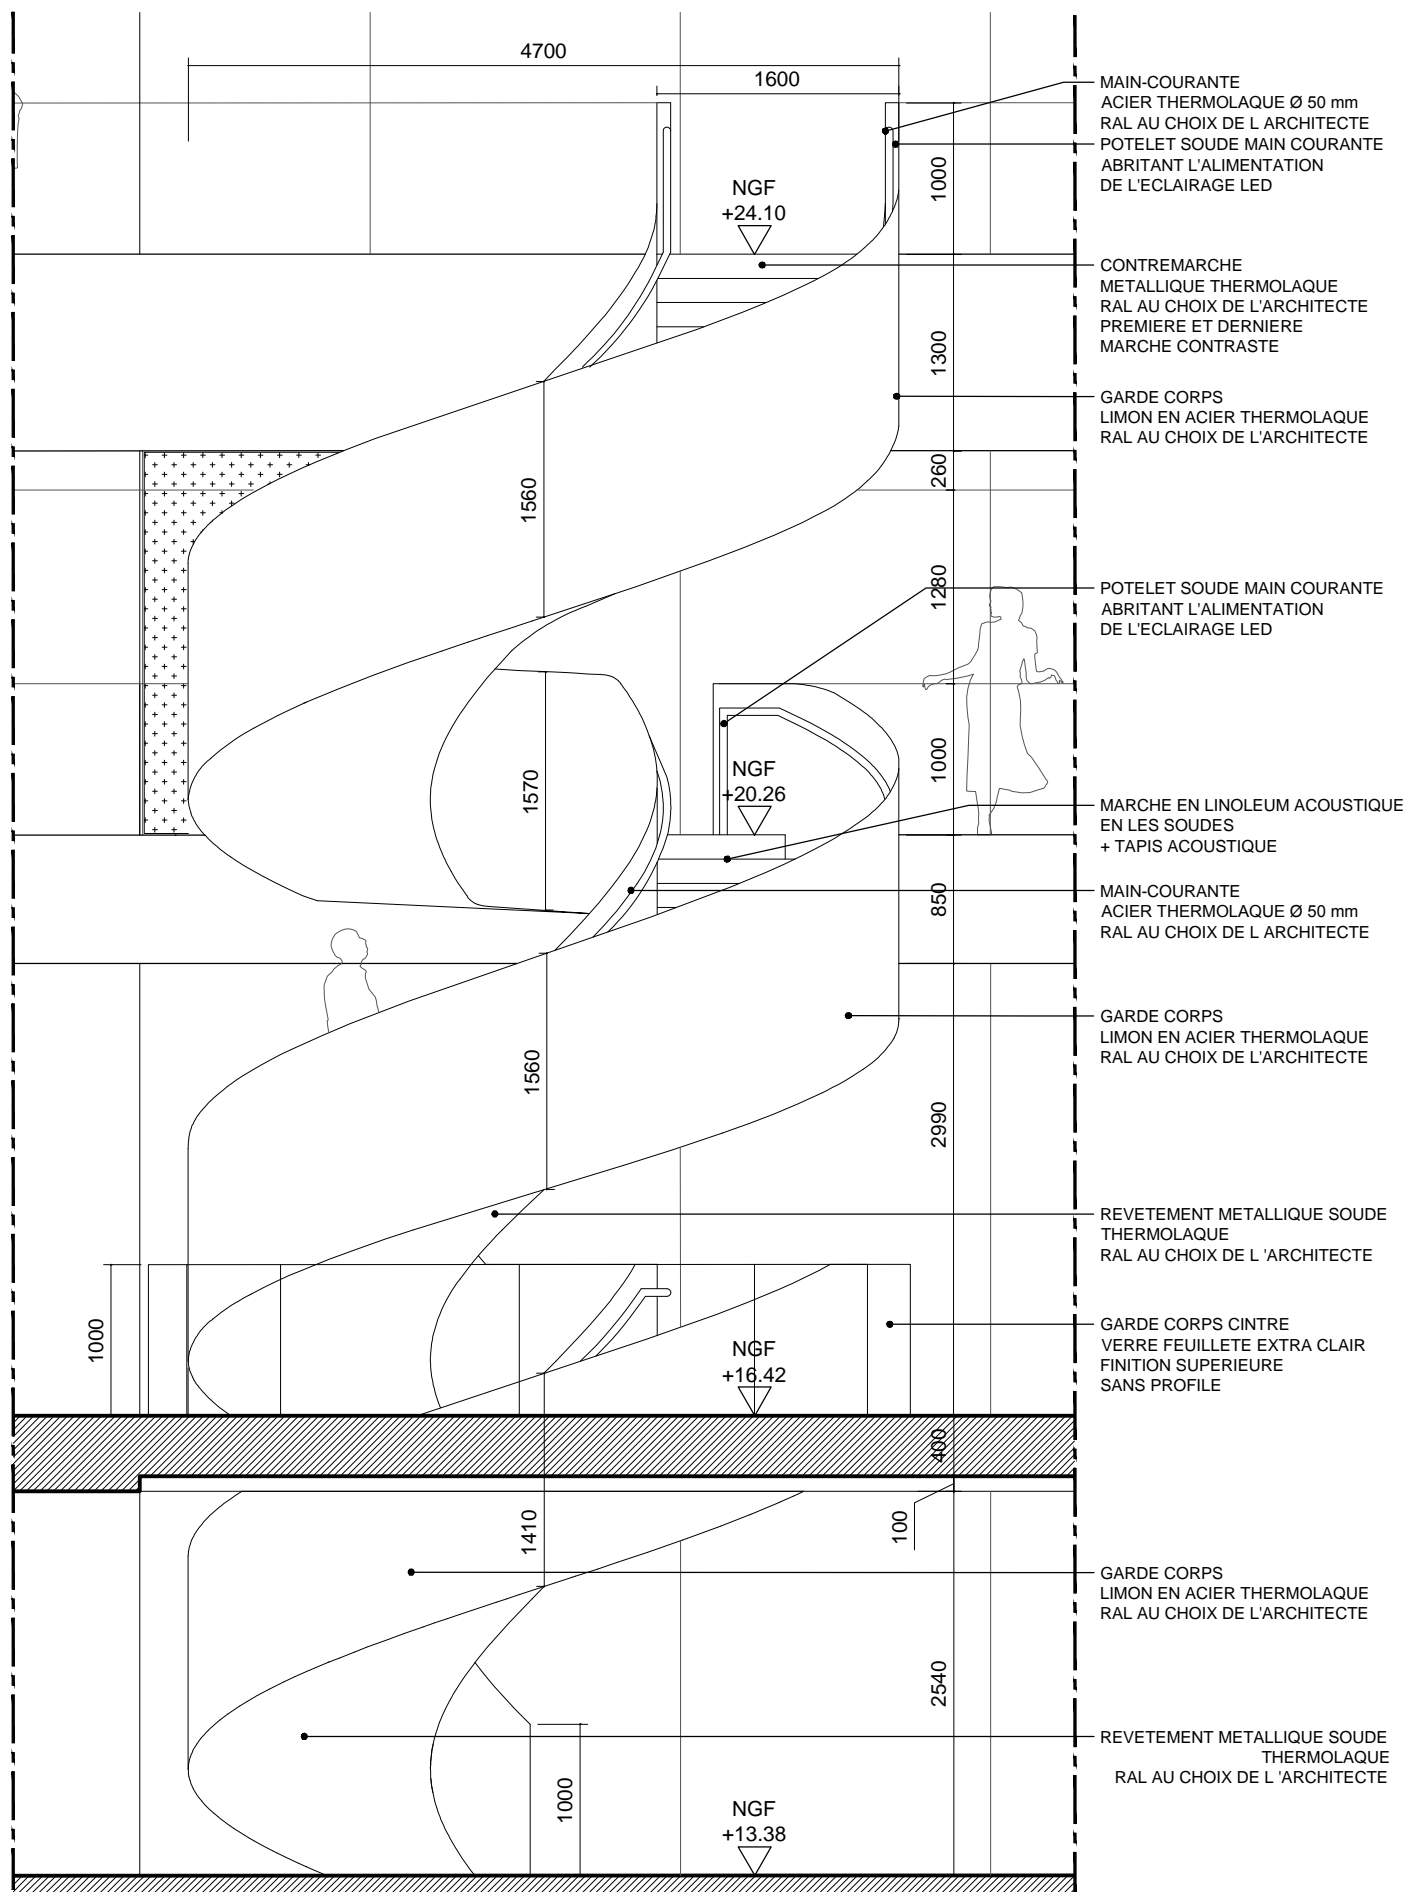 4700
1600
MAIN-COURANTE
ACIER THERMOLAQUE Ø 50 mm
RAL AU CHOIX DE L ARCHITECTE
POTELET SOUDE MAIN COURANTE
ABRITANT L'ALIMENTATION
DE L'ECLAIRAGE LED
1000
NGF
+24.10
CONTREMARCHE
METALLIQUE THERMOLAQUE
RAL AU CHOIX DE L'ARCHITECTE
PREMIERE ET DERNIERE
MARCHE CONTRASTE
1300
GARDE CORPS
LIMON EN ACIER THERMOLAQUE
RAL AU CHOIX DE L'ARCHITECTE
260
1560
1280
POTELET SOUDE MAIN COURANTE
ABRITANT L'ALIMENTATION
DE L'ECLAIRAGE LED
1570
NGF
+20.26
1000
MARCHE EN LINOLEUM ACOUSTIQUE
EN LES SOUDES
+ TAPIS ACOUSTIQUE
850
MAIN-COURANTE
ACIER THERMOLAQUE Ø 50 mm
RAL AU CHOIX DE L ARCHITECTE
GARDE CORPS
LIMON EN ACIER THERMOLAQUE
RAL AU CHOIX DE L'ARCHITECTE
1560
2990
REVETEMENT METALLIQUE SOUDE
THERMOLAQUE
RAL AU CHOIX DE L 'ARCHITECTE
1000
GARDE CORPS CINTRE
VERRE FEUILLETE EXTRA CLAIR
FINITION SUPERIEURE
SANS PROFILE
NGF
+16.42
400
1410
100
GARDE CORPS
LIMON EN ACIER THERMOLAQUE
RAL AU CHOIX DE L'ARCHITECTE
2540
REVETEMENT METALLIQUE SOUDE
THERMOLAQUE
RAL AU CHOIX DE L 'ARCHITECTE
1000
NGF
+13.38